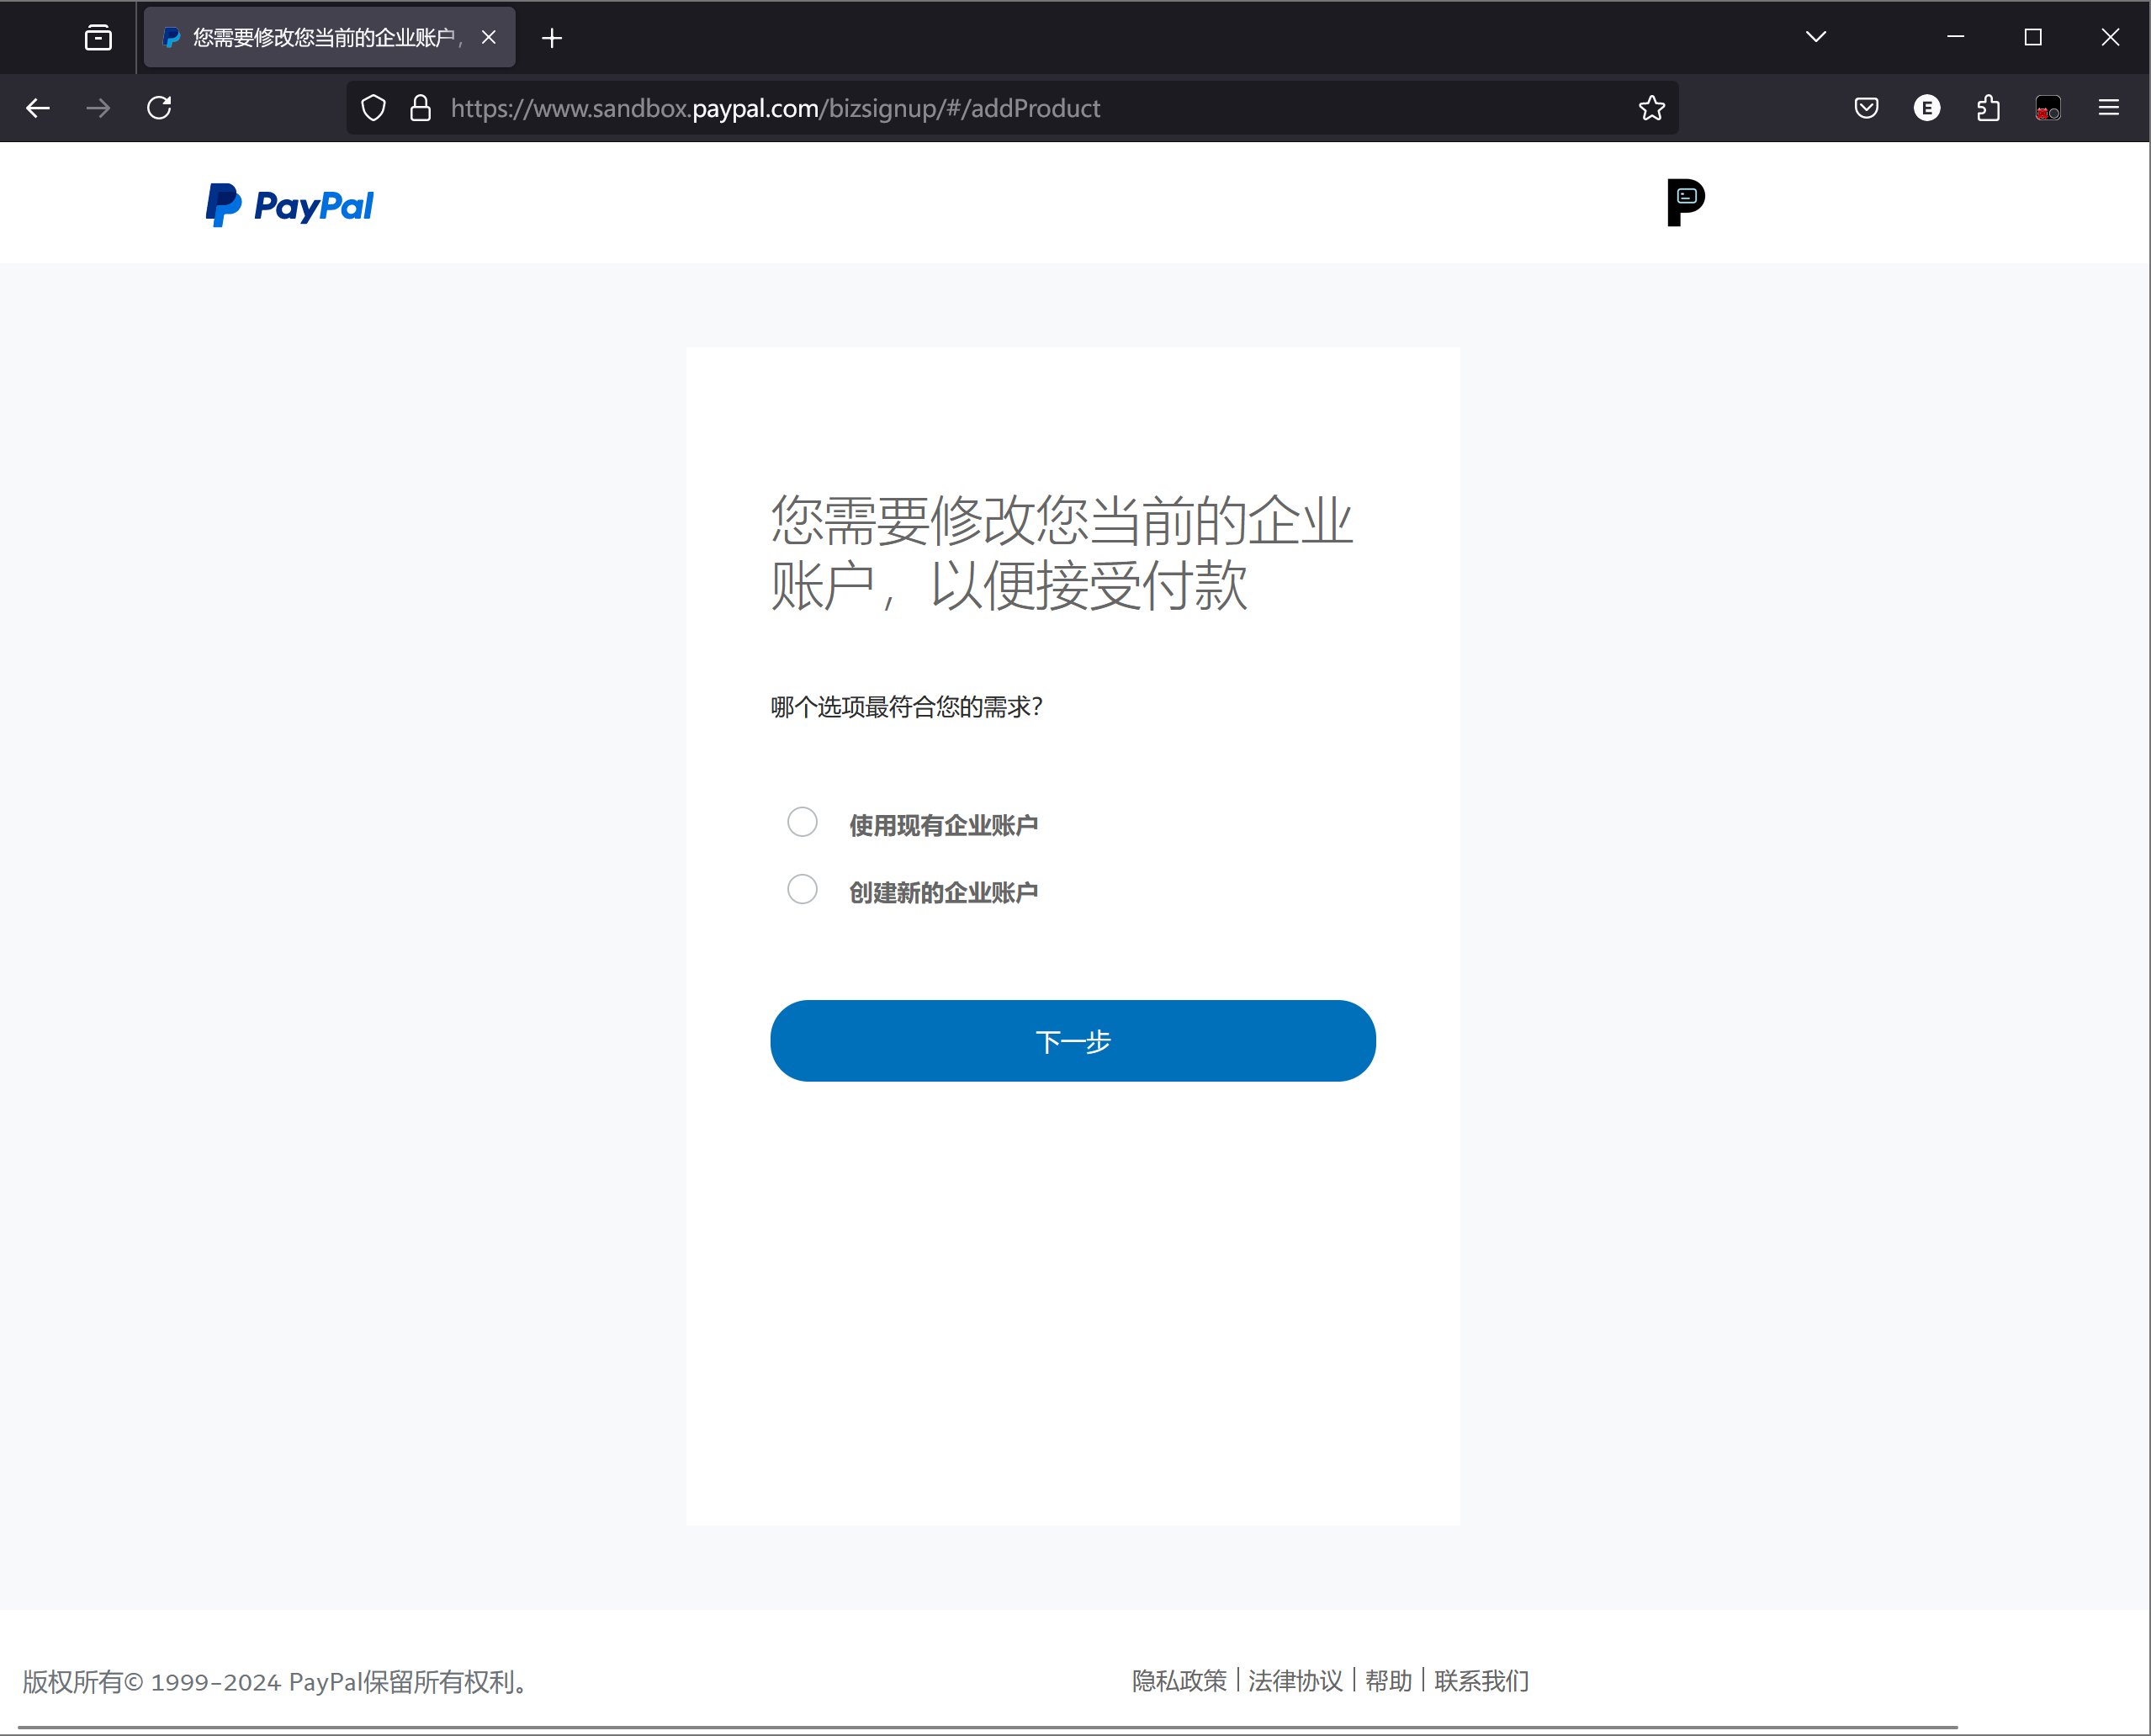 您需要修改您当前的企业账户，
https://www.sandbox.paypal.com/bizsignup/#/addProduct
E
PayPal
您需要修改您当前的企业
账户，以便接受付款
哪个选项最符合您的需求？
使用现有企业账户
创建新的企业账户
下一步
版权所有© 1999-2024 PayPal保留所有权利。
隐私政策 | 法律协议 | 帮助 | 联系我们